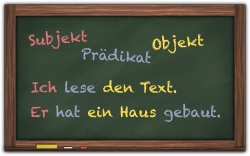 Subjekt Objekt
Prädikat
Ich lese den Text.
Er hat ein Haus gebaut.